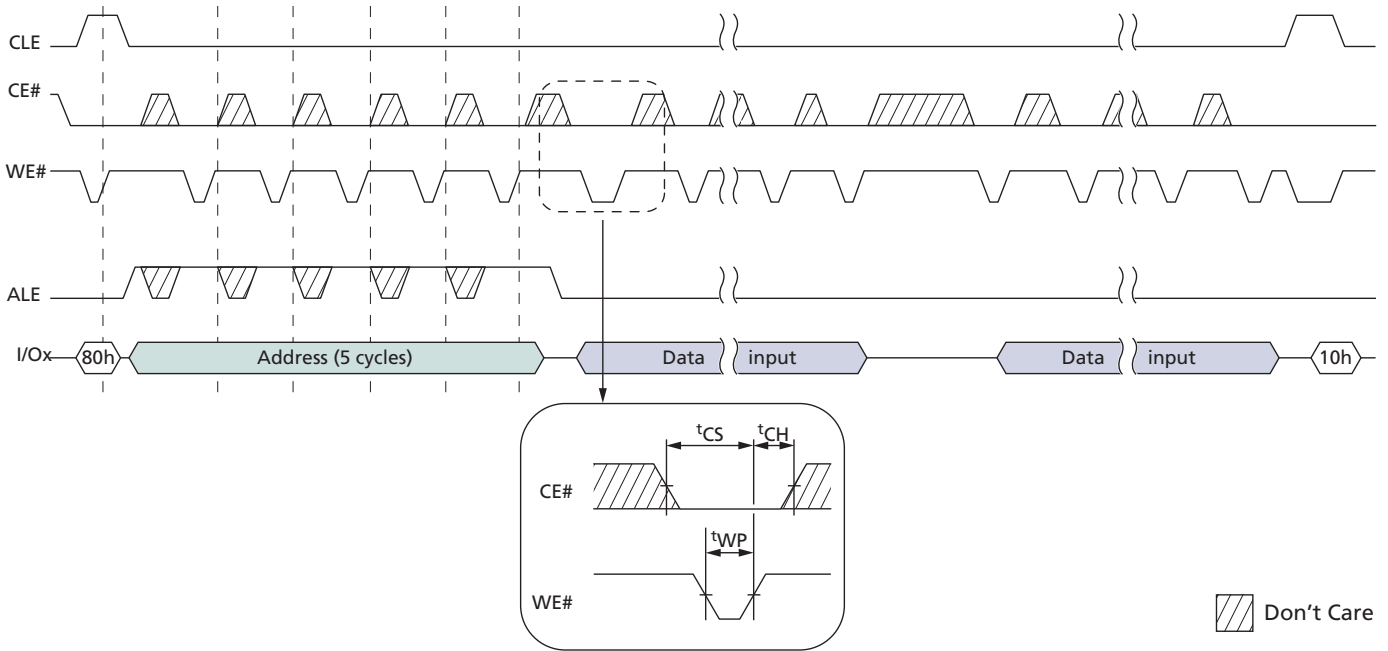 CLE
CE#
WE#
ALE
I/Ox 80h Address (5 cycles) Data input Data input 10h
tCS tCH
CE#
tWP
WE#
Don't Care